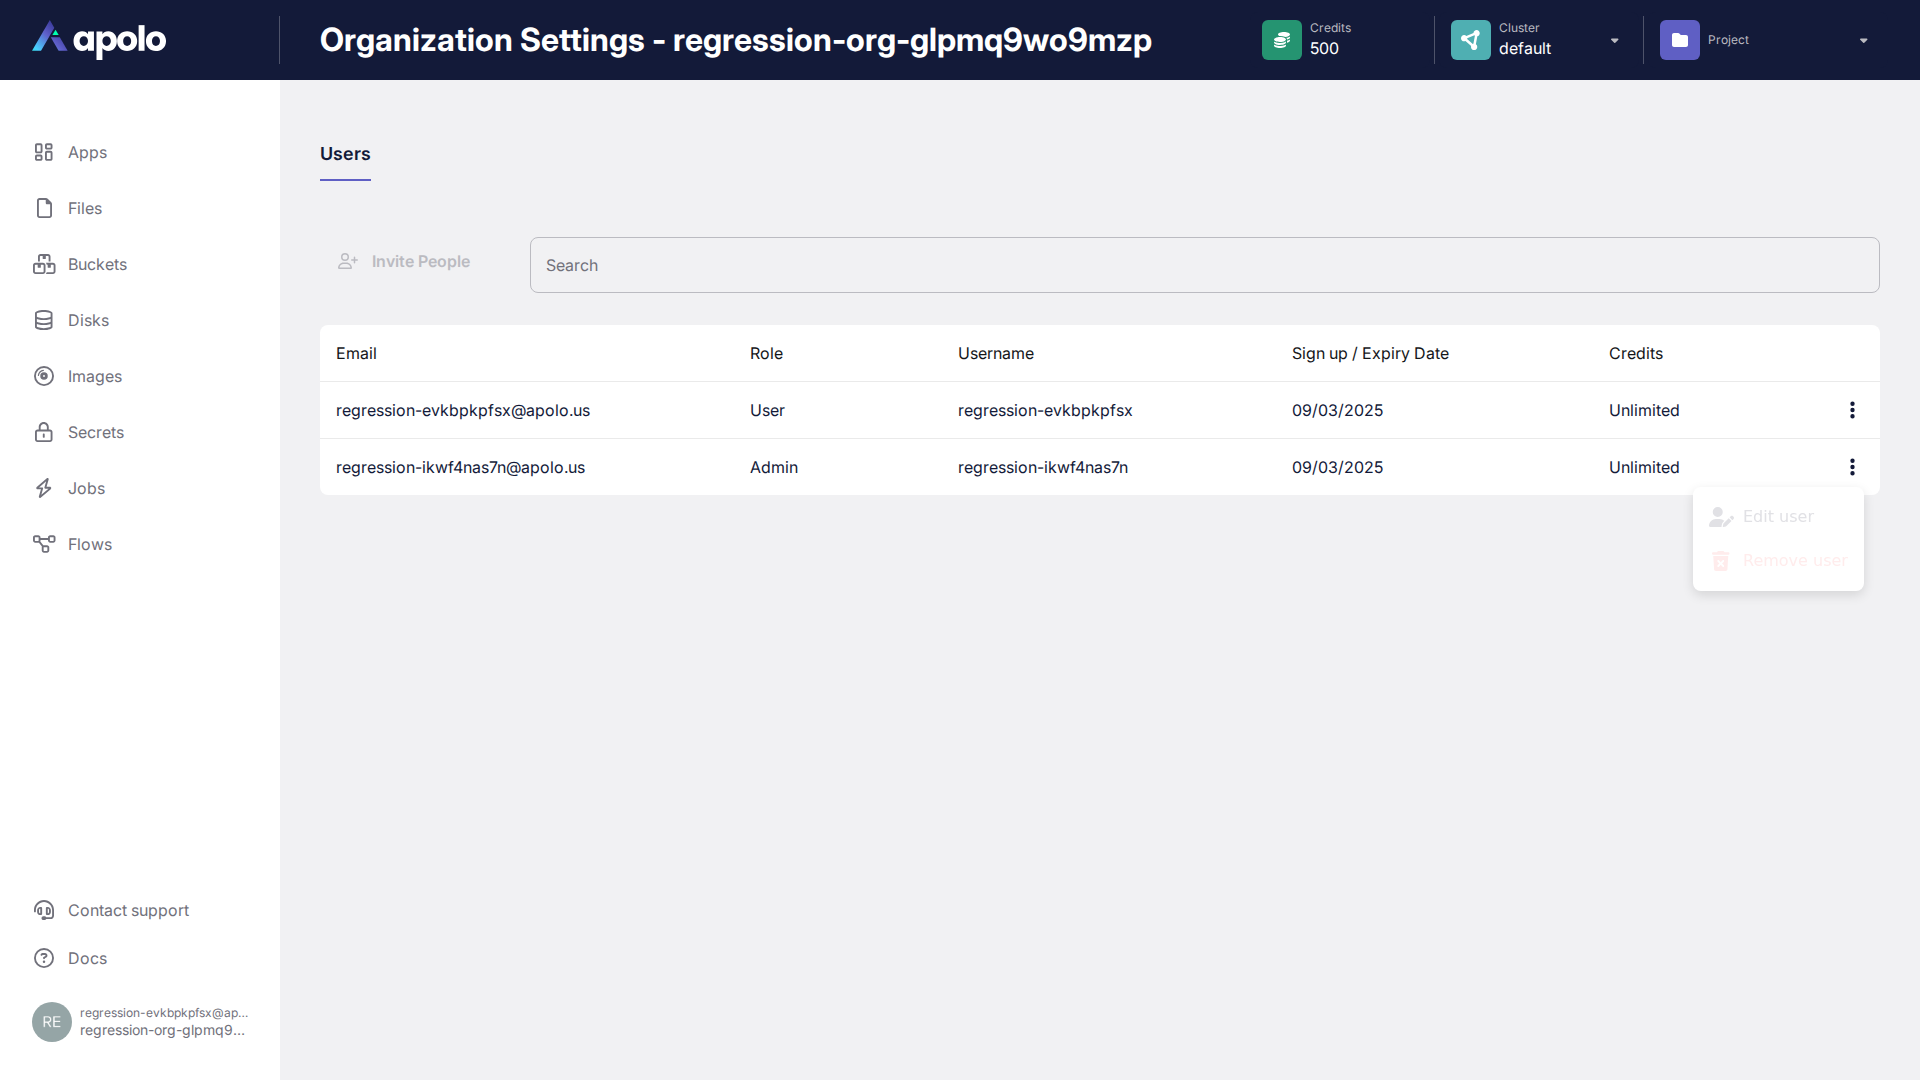 apolo
Organization Settings - regression-org-glpmq9wo9mzp
Credits
500
Cluster
default
Project
Apps
Files
Buckets
Disks
Images
Secrets
Jobs
Flows
Users
Invite People
Search
Email Role Username Sign up / Expiry Date Credits
regression-evkbpkpfsx@apolo.us User regression-evkbpkpfsx 09/03/2025 Unlimited
regression-ikwf4nas7n@apolo.us Admin regression-ikwf4nas7n 09/03/2025 Unlimited
Edit user
Remove user
Contact support
Docs
RE
regression-evkbpkpfsx@ap...
regression-org-glpmq9...